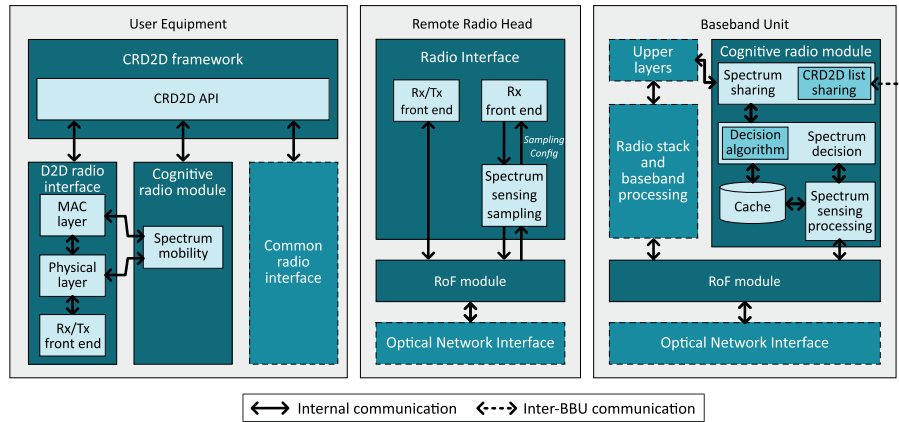 User Equipment
CRD2D framework
CRD2D API
D2D radio
interface
MAC
layer
Physical
layer
Rx/Tx
front end
Cognitive
radio module
Spectrum
mobility
Common
radio
interface
Remote Radio Head
Radio Interface
Rx/Tx
front end
Rx
front end
Sampling
Config
Spectrum
sensing
sampling
RoF module
Optical Network Interface
Baseband Unit
Upper
layers
Radio stack
and
baseband
processing
Cognitive radio module
Spectrum
sharing
CRD2D list
sharing
Decision
algorithm
Spectrum
decision
Cache
Spectrum
sensing
processing
RoF module
Optical Network Interface
Internal communication
Inter-BBU communication